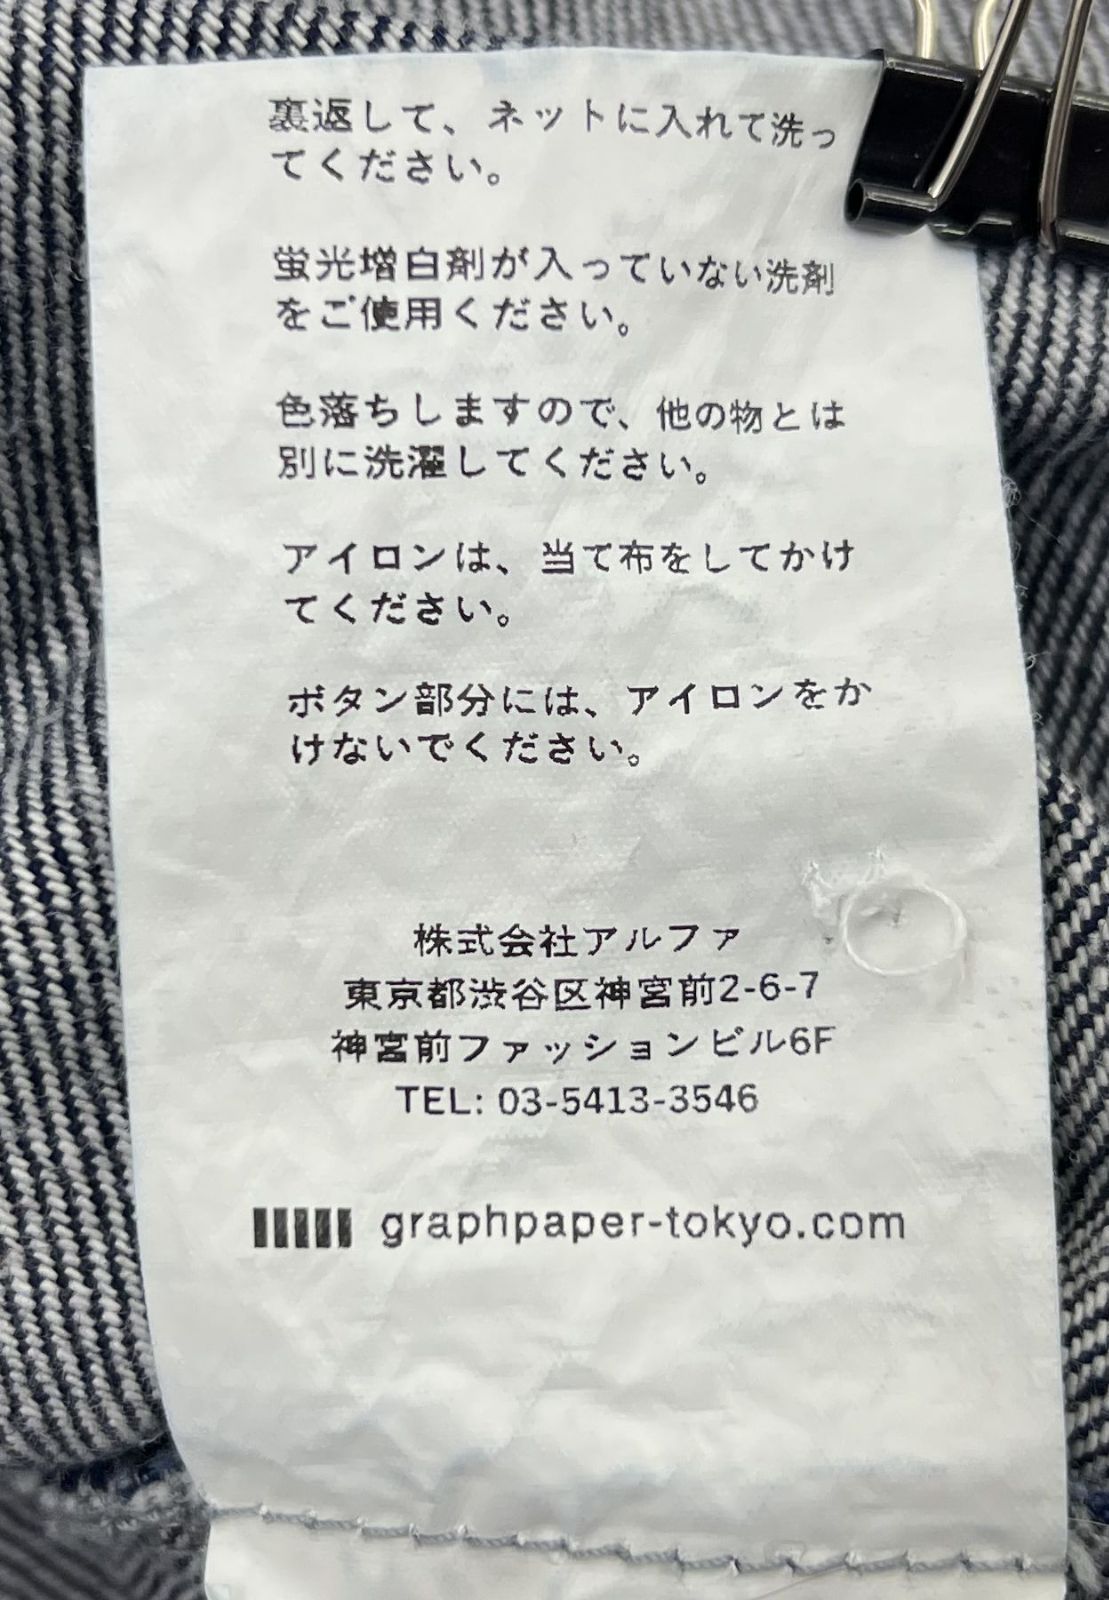 裏返して、ネットに入れて洗っ
てください。
蛍光増白剤が入っていない洗剤
をご使用ください。
色落ちしますので、他の物とは
別に洗濯してください。
アイロンは、当て布をしてかけ
てください。
ボタン部分には、アイロンをか
けないでください。
株式会社アルファ
東京都渋谷区神宮前2-6-7
神宮前ファッションビル6F
TEL: 03-5413-3546
graphpaper-tokyo.com